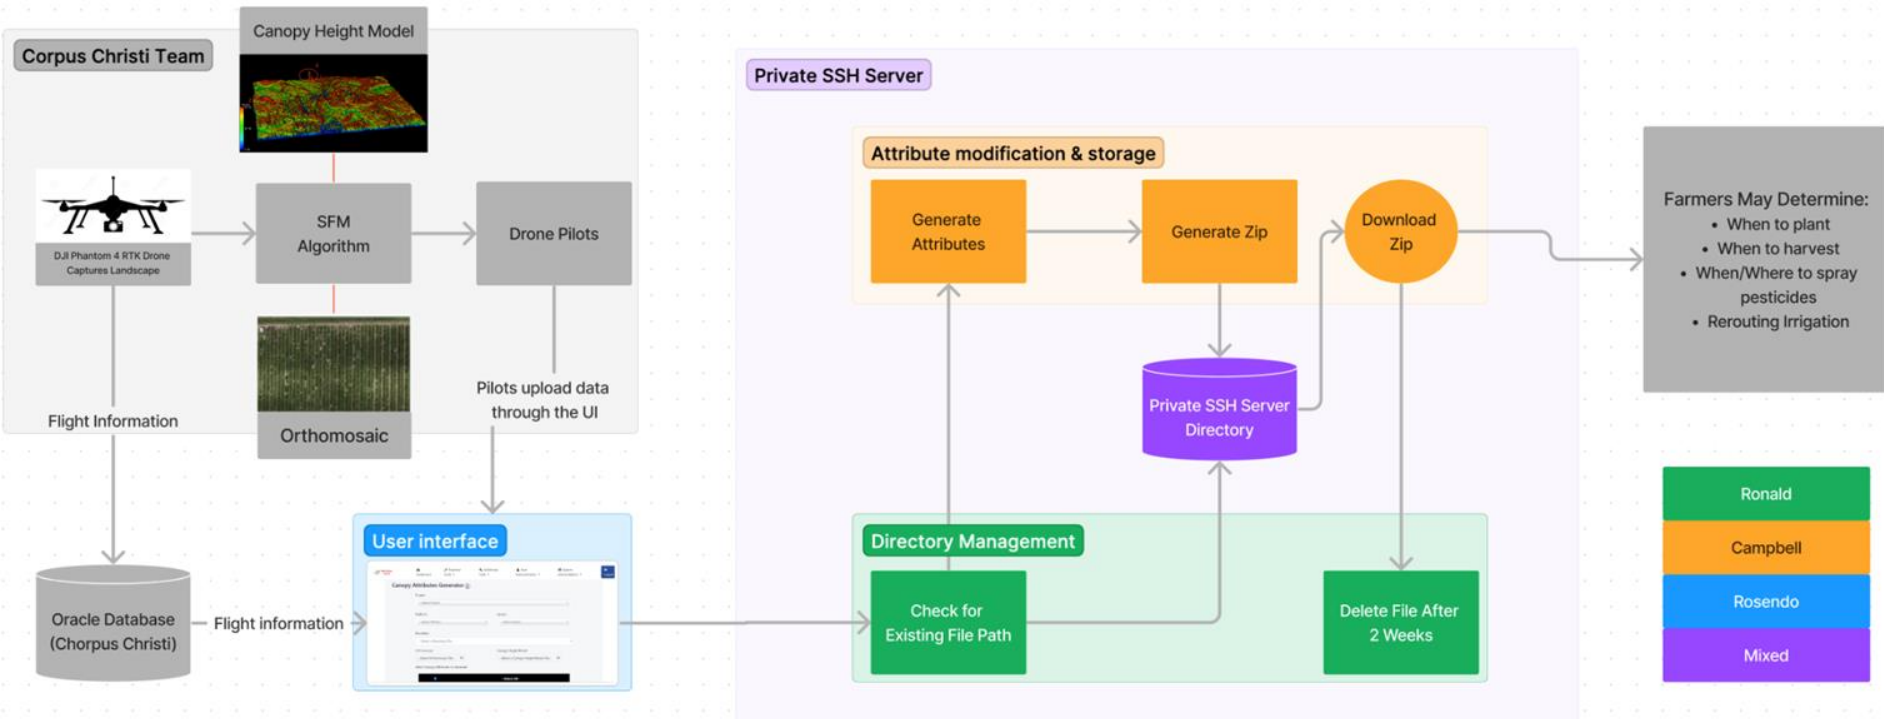 Canopy Height Model
Corpus Christi Team
DJI Phantom 4 RTK Drone
Captures Landscape
SFM
Algorithm
Drone Pilots
Orthomosaic
Flight Information
Pilots upload data
through the UI
Oracle Database
(Chorpus Christi)
Flight information
User interface
Canopy Attributes Generator
Private SSH Server
Attribute modification & storage
Generate
Attributes
Generate Zip
Download
Zip
Private SSH Server
Directory
Directory Management
Check for
Existing File Path
Delete File After
2 Weeks
Farmers May Determine:
• When to plant
• When to harvest
• When/Where to spray
pesticides
• Rerouting Irrigation
Ronald
Campbell
Rosendo
Mixed